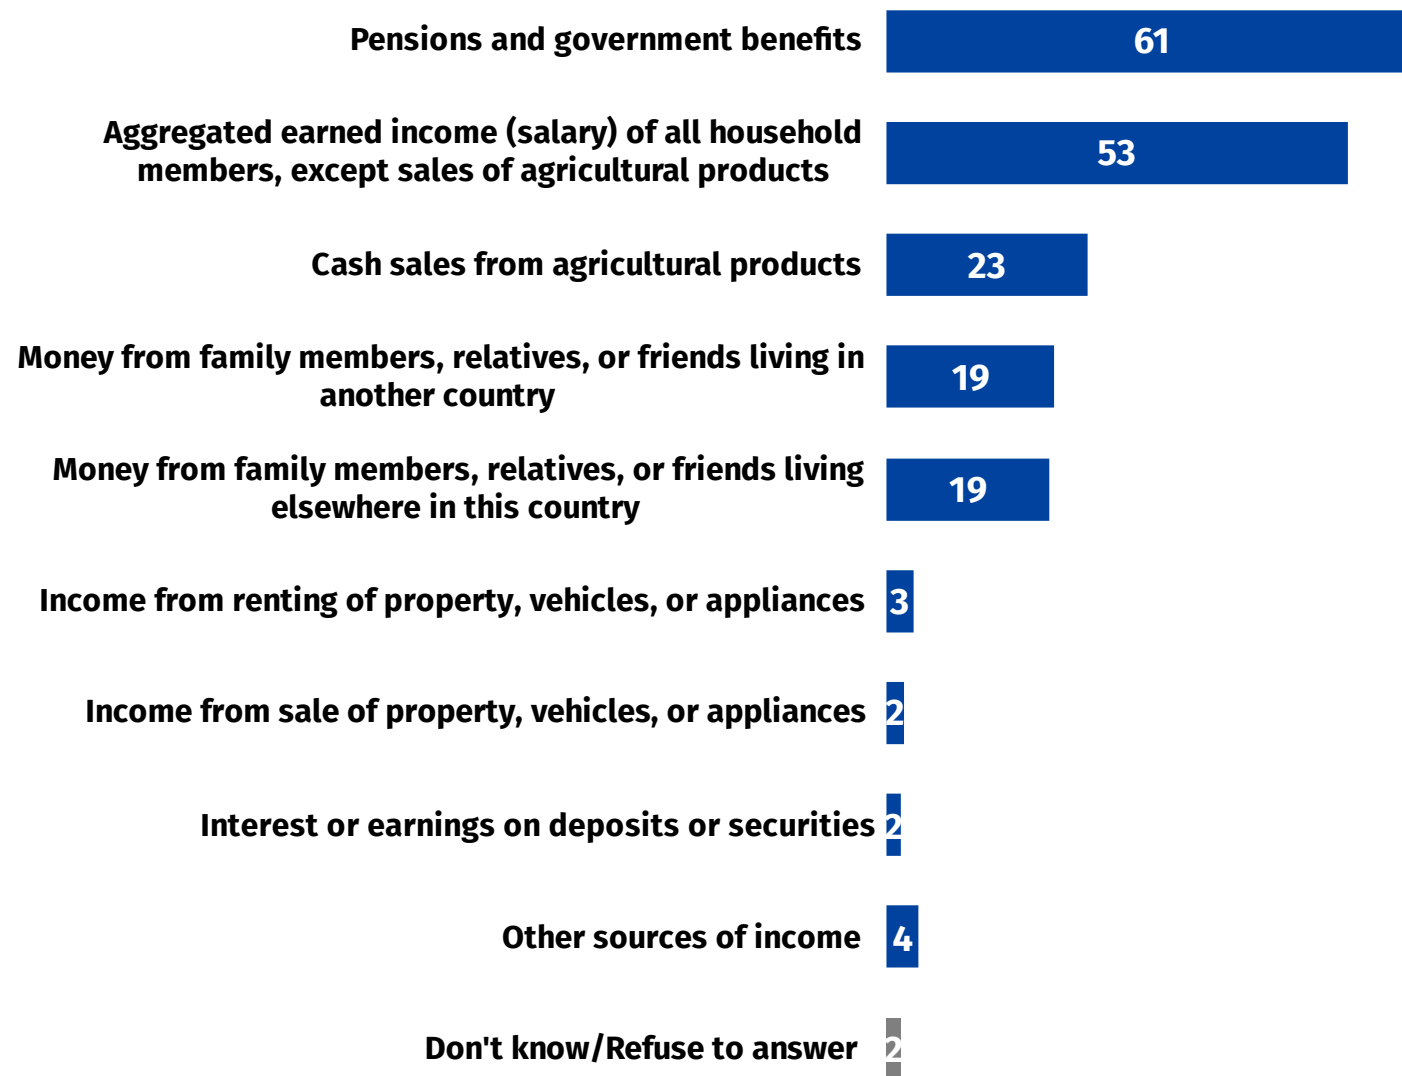 Pensions and government benefits 61
Aggregated earned income (salary) of all household
members, except sales of agricultural products 53
Cash sales from agricultural products 23
Money from family members, relatives, or friends living in
another country 19
Money from family members, relatives, or friends living
elsewhere in this country 19
Income from renting of property, vehicles, or appliances 3
Income from sale of property, vehicles, or appliances 2
Interest or earnings on deposits or securities 2
Other sources of income 4
Don't know/Refuse to answer 2